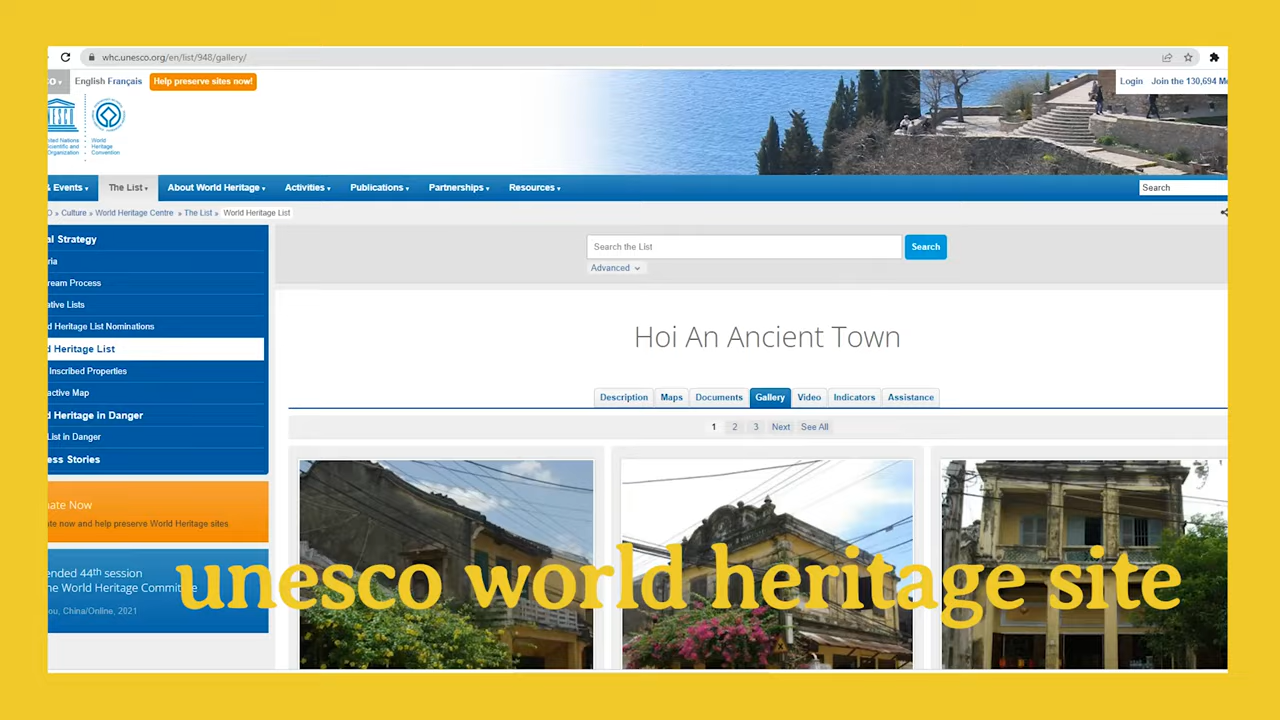 whc.unesco.org/en/list/948/gallery/
English Français
Help preserve sites now!
Login Join the 130,694
World
Heritage
Convention
& Events
The List
About World Heritage
Activities
Publications
Partnerships
Resources
Search
Culture » World Heritage Centre » The List » World Heritage List
al Strategy
ria
ream Process
ative Lists
d Heritage List Nominations
d Heritage List
Inscribed Properties
active Map
d Heritage in Danger
List in Danger
ess Stories
Search the List
Search
Advanced
Hoi An Ancient Town
Description
Maps
Documents
Gallery
Video
Indicators
Assistance
1 2 3 Next See All
ate Now
te now and help preserve World Heritage sites
ended 44th session
he World Heritage Committe
ou, China/Online, 2021
unesco world heritage site